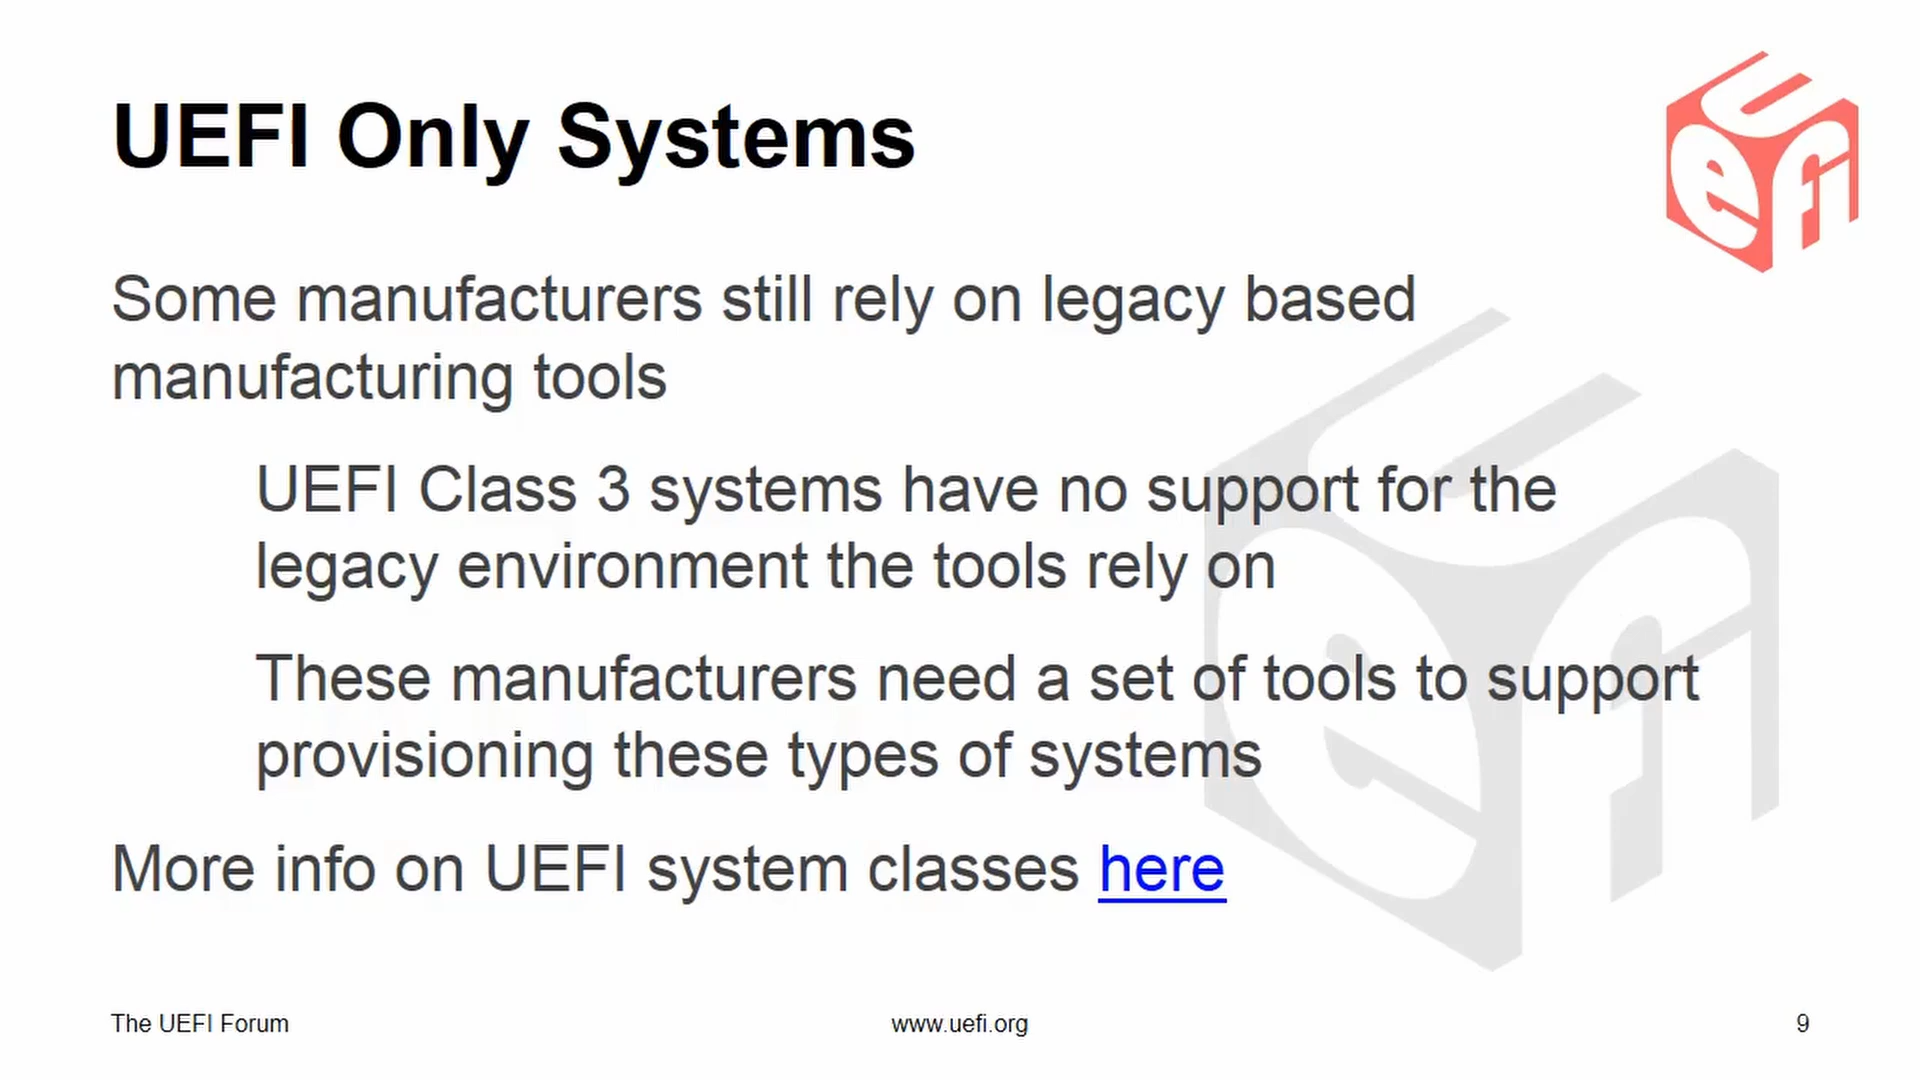 UEFI Only Systems
Some manufacturers still rely on legacy based
manufacturing tools
UEFI Class 3 systems have no support for the
legacy environment the tools rely on
These manufacturers need a set of tools to support
provisioning these types of systems
More info on UEFI system classes here
The UEFI Forum
www.uefi.org
9
UEFI
UEFI